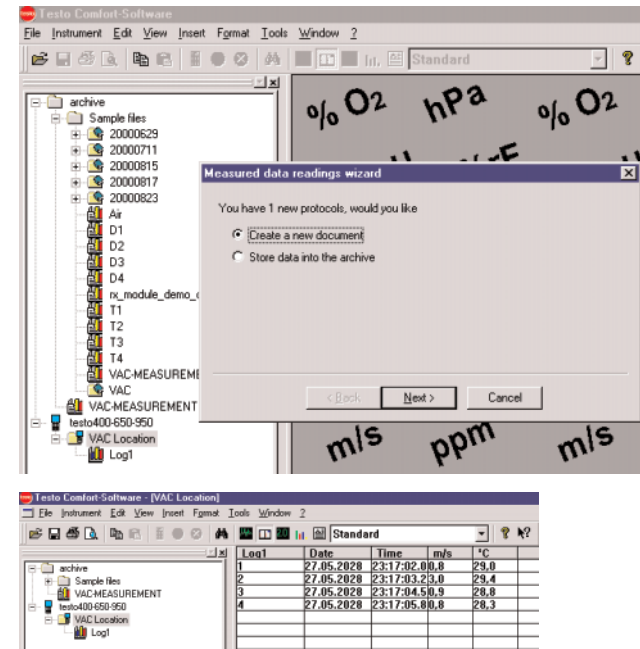 Testo Comfort-Software
File Instrument Edit View Insert Format Tools Window ?
Standard
% O2 hPa % O2
archive
Sample files
20000629
20000711
20000815
20000817
20000823
Air
D1
D2
D3
D4
rx_module_demo_
T1
T2
T3
T4
VAC-MEASUREME
VAC
VAC-MEASUREMENT
testo400-650-950
VAC Location
Log1
Measured data readings wizard
You have 1 new protocols, would you like
Create a new document
Store data into the archive
< Back Next > Cancel
m/s ppm m/s
Testo Comfort-Software - [VAC Location]
File Instrument Edit View Insert Format Tools Window 2
Standard
archive
Sample files
VAC-MEASUREMENT
testo400-650-950
VAC Location
Log1
Log1 Date Time m/s °C
1 27.05.2028 23:17:02.0 0,8 29,0
2 27.05.2028 23:17:03.2 3,0 29,4
3 27.05.2028 23:17:04.5 0,9 28,8
4 27.05.2028 23:17:05.8 0,8 28,3